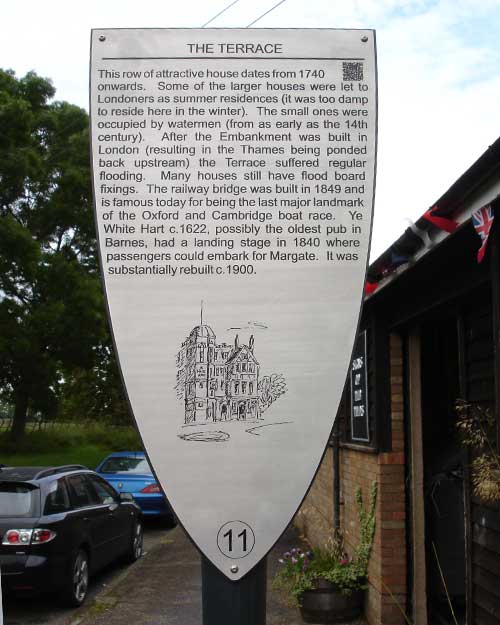 THE TERRACE
This row of attractive house dates from 1740
onwards. Some of the larger houses were let to
Londoners as summer residences (it was too damp
to reside here in the winter). The small ones were
occupied by watermen (from as early as the 14th
century). After the Embankment was built in
London (resulting in the Thames being ponded
back upstream) the Terrace suffered regular
flooding. Many houses still have flood board
fixings. The railway bridge was built in 1849 and
is famous today for being the last major landmark
of the Oxford and Cambridge boat race. Ye
White Hart c.1622, possibly the oldest pub in
Barnes, had a landing stage in 1840 where
passengers could embark for Margate. It was
substantially rebuilt c.1900.
11